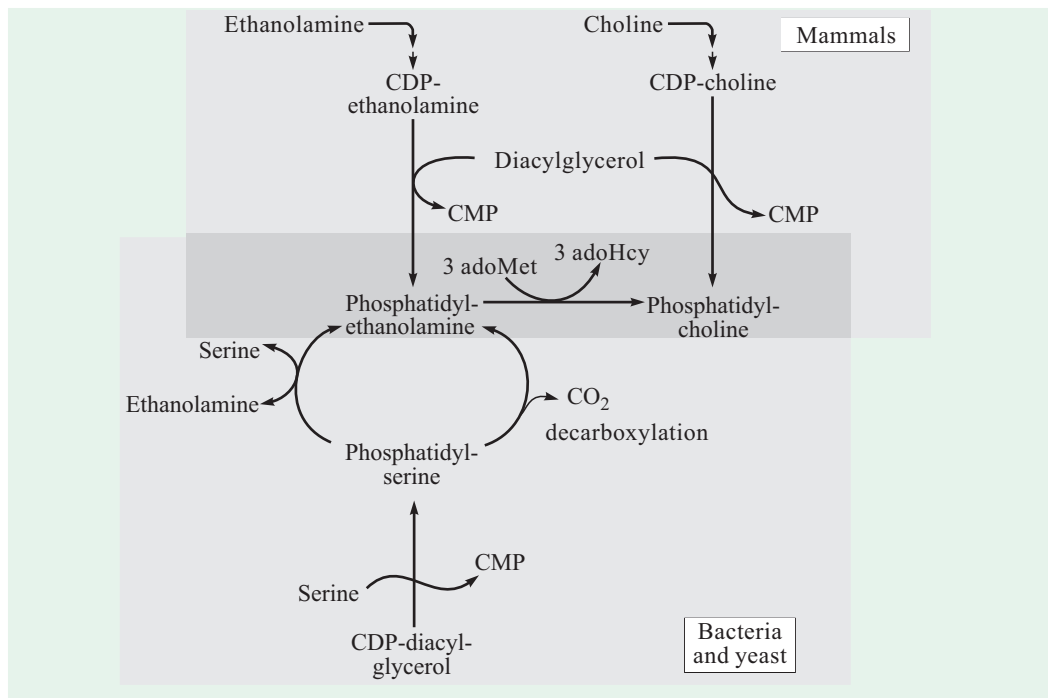 Ethanolamine
Choline
Mammals
CDP-
ethanolamine
CDP-choline
Diacylglycerol
CMP
CMP
3 adoMet
3 adoHcy
Phosphatidyl-
ethanolamine
Phosphatidyl-
choline
Serine
Ethanolamine
CO₂
decarboxylation
Phosphatidyl-
serine
CMP
Serine
CDP-diacyl-
glycerol
Bacteria
and yeast